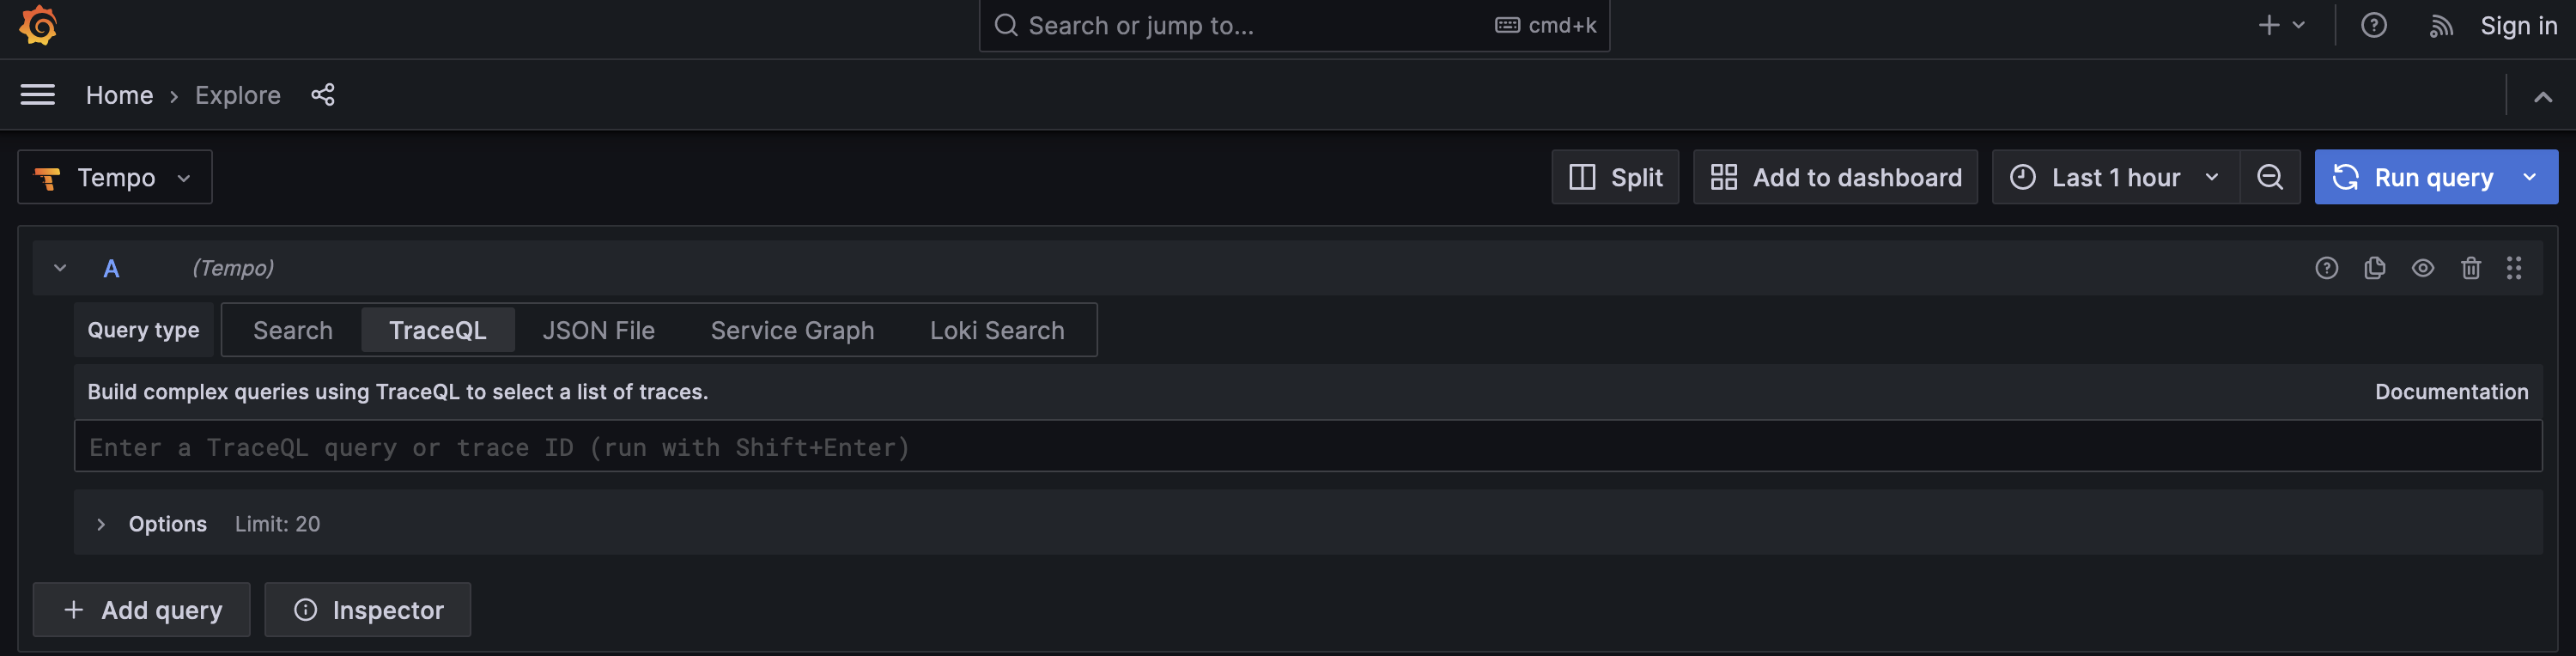 Search or jump to... cmd+k Sign in
Home › Explore
Tempo Split Add to dashboard Last 1 hour Run query
A (Tempo)
Query type Search TraceQL JSON File Service Graph Loki Search
Build complex queries using TraceQL to select a list of traces. Documentation
Enter a TraceQL query or trace ID (run with Shift+Enter)
Options Limit: 20
+ Add query Inspector